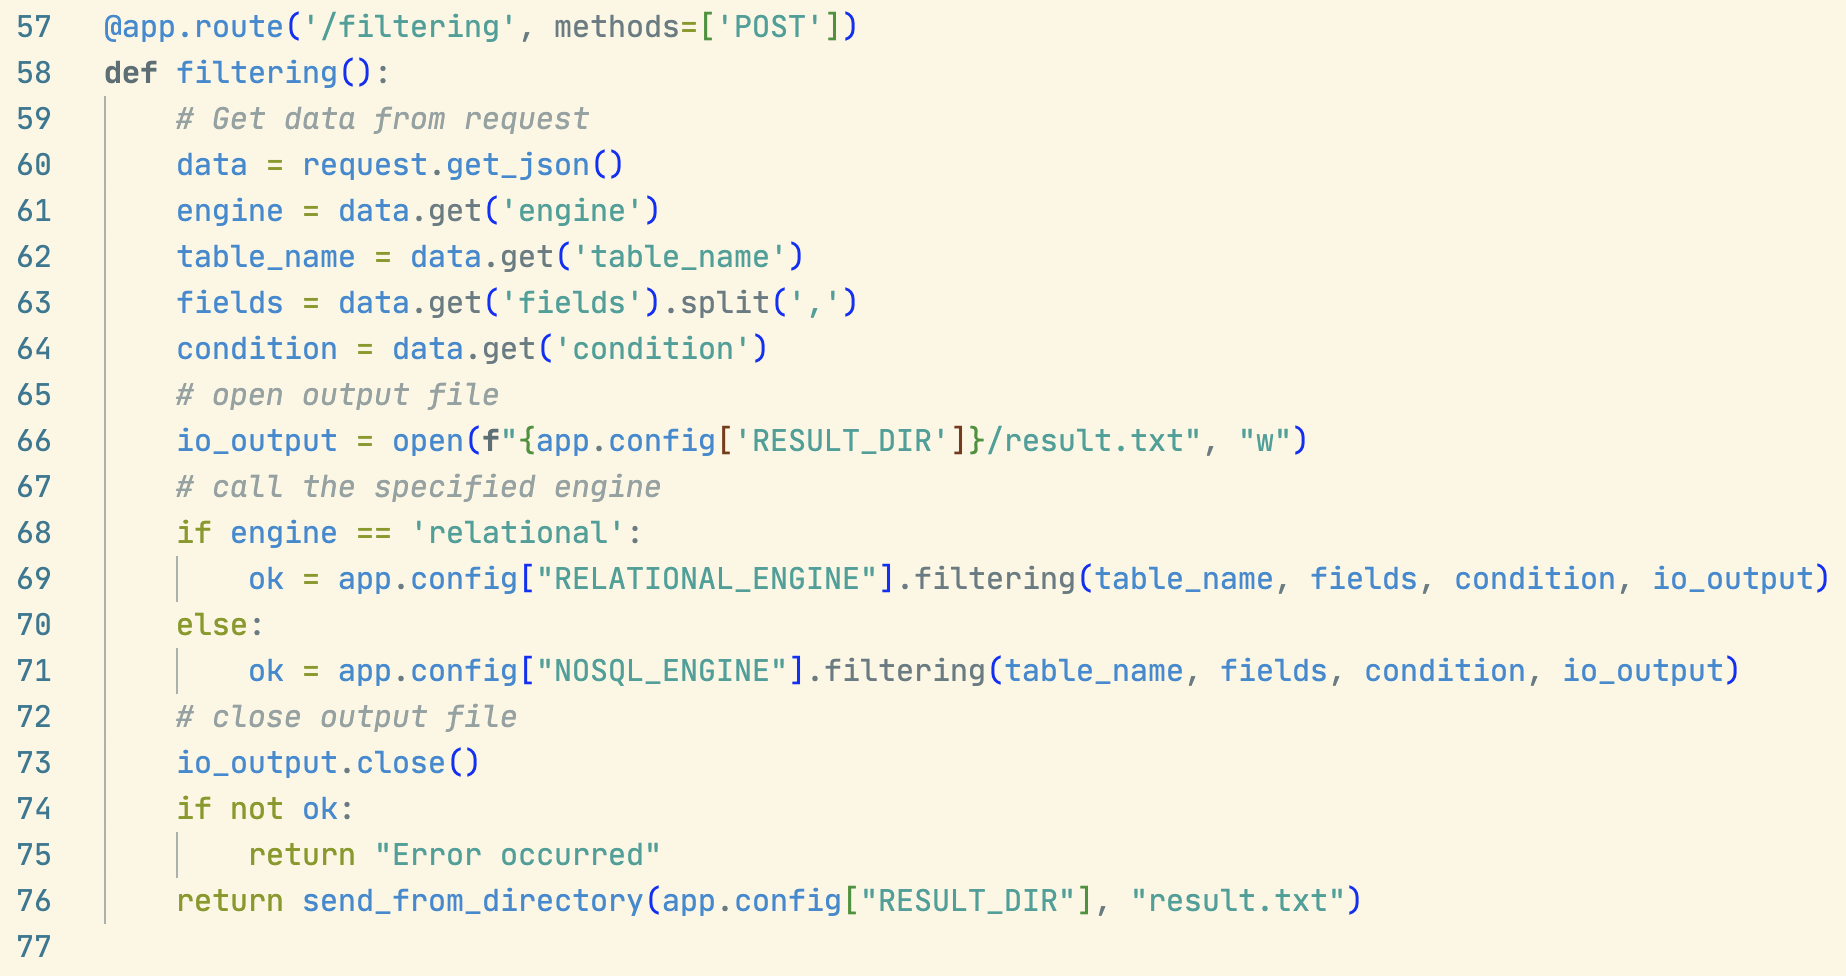 57 @app.route('/filtering', methods=['POST'])
58 def filtering():
59     # Get data from request
60     data = request.get_json()
61     engine = data.get('engine')
62     table_name = data.get('table_name')
63     fields = data.get('fields').split(',')
64     condition = data.get('condition')
65     # open output file
66     io_output = open(f"{app.config['RESULT_DIR']}/result.txt", "w")
67     # call the specified engine
68     if engine == 'relational':
69         ok = app.config["RELATIONAL_ENGINE"].filtering(table_name, fields, condition, io_output)
70     else:
71         ok = app.config["NOSQL_ENGINE"].filtering(table_name, fields, condition, io_output)
72     # close output file
73     io_output.close()
74     if not ok:
75         return "Error occurred"
76     return send_from_directory(app.config["RESULT_DIR"], "result.txt")
77